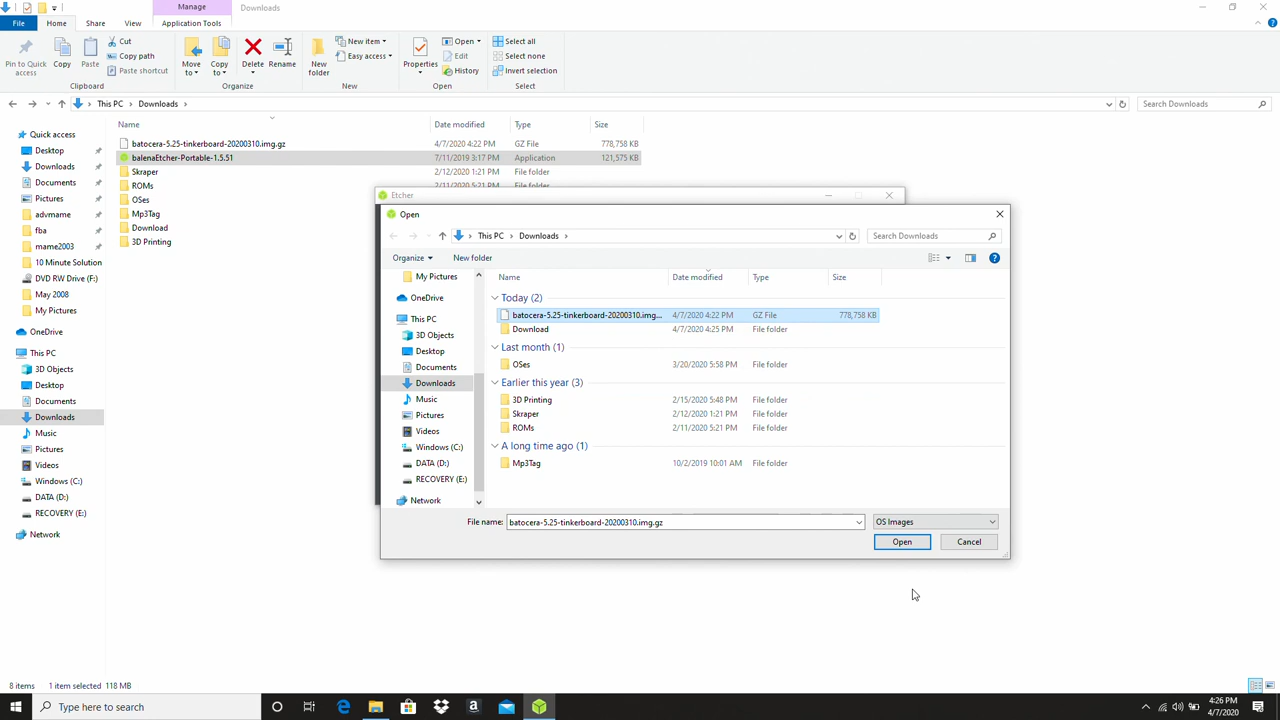 Manage
Downloads
File
Home
Share
View
Application Tools
Pin to Quick access
Copy
Paste
Cut
Copy path
Paste shortcut
Clipboard
Move to
Copy to
Delete
Rename
Organize
New folder
New item
Easy access
New
Properties
Open
Edit
History
Open
Select all
Select none
Invert selection
Select
This PC > Downloads >
Search Downloads
Name
Date modified
Type
Size
batocera-5.25-tinkerboard-20200310.img.gz 4/7/2020 4:22 PM GZ File 778,758 KB
balenaEtcher-Portable-1.5.51 7/11/2019 3:17 PM Application 121,575 KB
Skraper 2/12/2020 1:21 PM File folder
ROMs 2/11/2020 5:21 PM File folder
OSes
Mp3Tag
Download
3D Printing
Quick access
Desktop
Downloads
Documents
Pictures
advmame
fba
mame2003
10 Minute Solution
DVD RW Drive (F:)
May 2008
My Pictures
OneDrive
This PC
3D Objects
Desktop
Documents
Downloads
Music
Pictures
Videos
Windows (C:)
DATA (D:)
RECOVERY (E:)
Network
Etcher
Open
This PC > Downloads >
Search Downloads
Organize
New folder
My Pictures
OneDrive
This PC
3D Objects
Desktop
Documents
Downloads
Music
Pictures
Videos
Windows (C:)
DATA (D:)
RECOVERY (E:)
Network
Name Date modified Type Size
Today (2)
batocera-5.25-tinkerboard-20200310.img... 4/7/2020 4:22 PM GZ File 778,758 KB
Download 4/7/2020 4:25 PM File folder
Last month (1)
OSes 3/20/2020 5:58 PM File folder
Earlier this year (3)
3D Printing 2/15/2020 5:48 PM File folder
Skraper 2/12/2020 1:21 PM File folder
ROMs 2/11/2020 5:21 PM File folder
A long time ago (1)
Mp3Tag 10/2/2019 10:01 AM File folder
File name: batocera-5.25-tinkerboard-20200310.img.gz
OS Images
Open
Cancel
8 items 1 item selected 118 MB
Type here to search
4:26 PM
4/7/2020